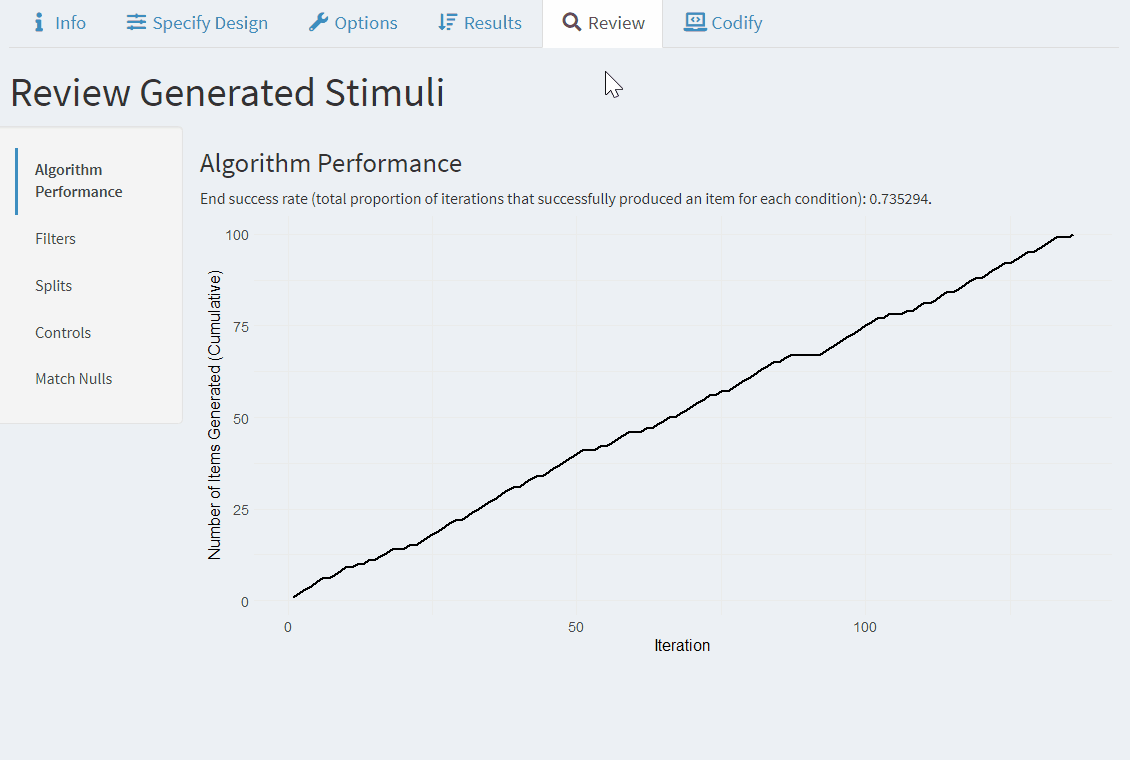 Info Specify Design Options Results Review Codify
Review Generated Stimuli
Algorithm
Performance
Filters
Splits
Controls
Match Nulls
Algorithm Performance
End success rate (total proportion of iterations that successfully produced an item for each condition): 0.735294.
Number of Items Generated (Cumulative)
100
75
50
25
0
0 50 100
Iteration